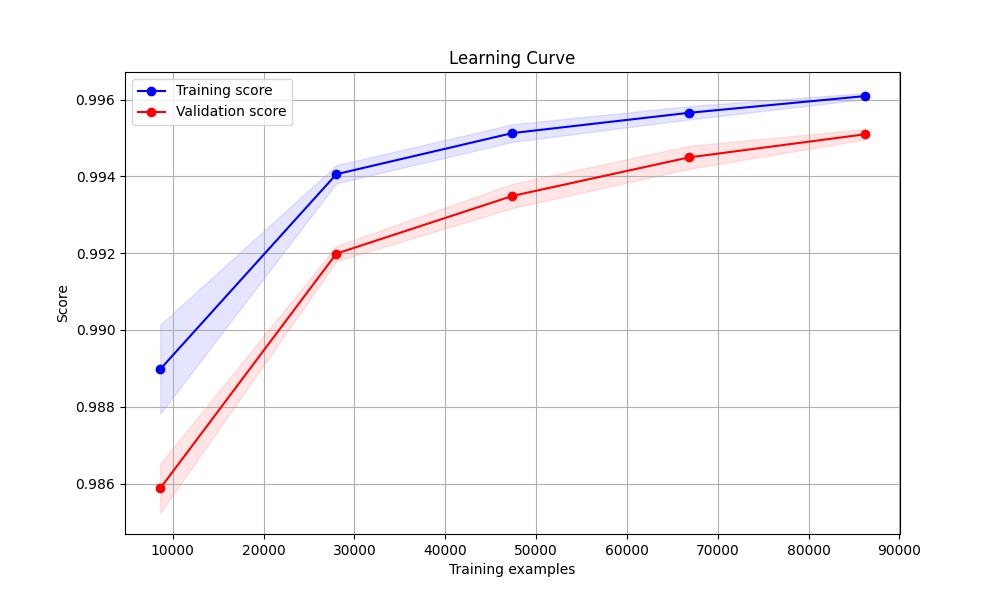 Learning Curve
Training score
Validation score
0.996
0.994
0.992
0.990
0.988
0.986
Score
10000 20000 30000 40000 50000 60000 70000 80000 90000
Training examples